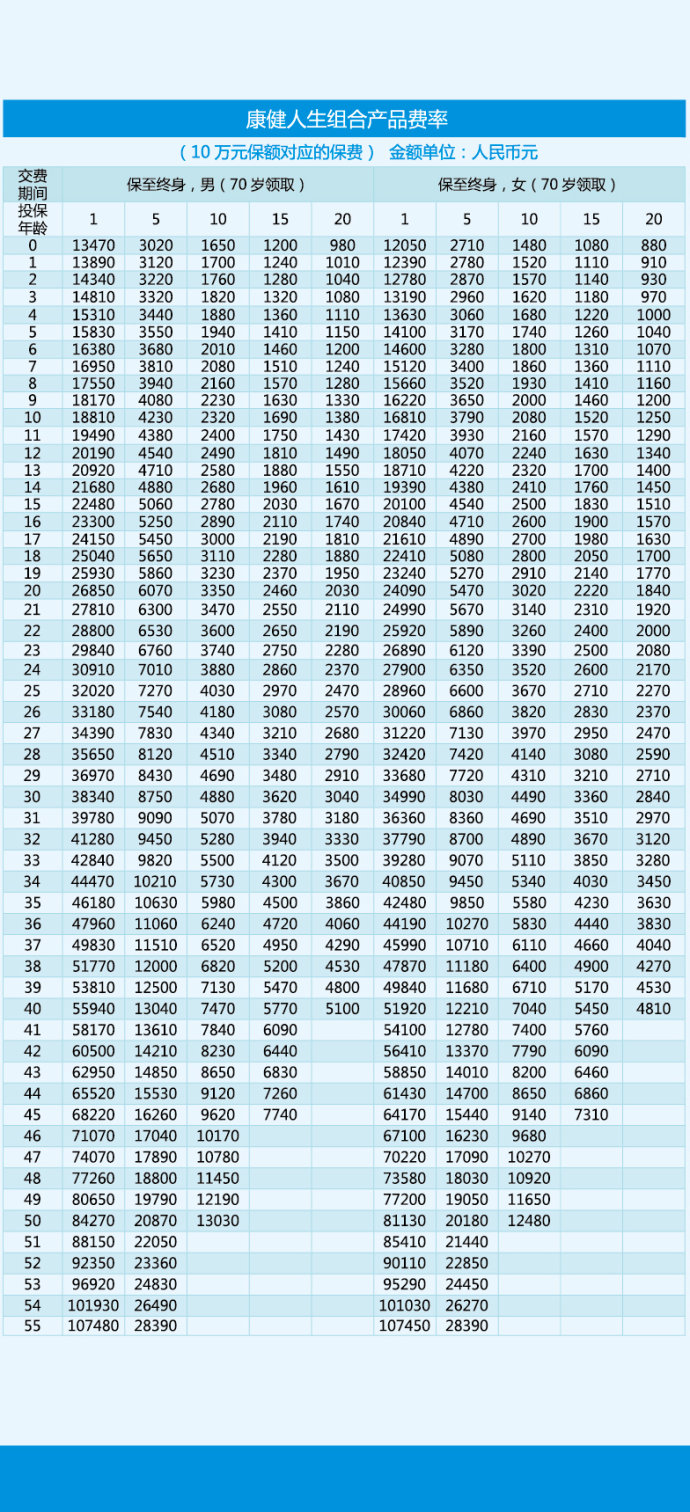 康健人生组合产品费率
（10万元保额对应的保费） 金额单位：人民币元
交费期间 保至终身，男（70岁领取） 保至终身，女（70岁领取）
投保年龄 1 5 10 15 20 1 5 10 15 20
0 13470 3020 1650 1200 980 12050 2710 1480 1080 880
1 13890 3120 1700 1240 1010 12390 2780 1520 1110 910
2 14340 3220 1760 1280 1040 12780 2870 1570 1140 930
3 14810 3320 1820 1320 1080 13190 2960 1620 1180 970
4 15310 3440 1880 1360 1110 13630 3060 1680 1220 1000
5 15830 3550 1940 1410 1150 14100 3170 1740 1260 1040
6 16380 3680 2010 1460 1200 14600 3280 1800 1310 1070
7 16950 3810 2080 1510 1240 15120 3400 1860 1360 1110
8 17550 3940 2160 1570 1280 15660 3520 1930 1410 1160
9 18170 4080 2230 1630 1330 16220 3650 2000 1460 1200
10 18810 4230 2320 1690 1380 16810 3790 2080 1520 1250
11 19490 4380 2400 1750 1430 17420 3930 2160 1570 1290
12 20190 4540 2490 1810 1490 18050 4070 2240 1630 1340
13 20920 4710 2580 1880 1550 18710 4220 2320 1700 1400
14 21680 4880 2680 1960 1610 19390 4380 2410 1760 1450
15 22480 5060 2780 2030 1670 20100 4540 2500 1830 1510
16 23300 5250 2890 2110 1740 20840 4710 2600 1900 1570
17 24150 5450 3000 2190 1810 21610 4890 2700 1980 1630
18 25040 5650 3110 2280 1880 22410 5080 2800 2050 1700
19 25930 5860 3230 2370 1950 23240 5270 2910 2140 1770
20 26850 6070 3350 2460 2030 24090 5470 3020 2220 1840
21 27810 6300 3470 2550 2110 24990 5670 3140 2310 1920
22 28800 6530 3600 2650 2190 25920 5890 3260 2400 2000
23 29840 6760 3740 2750 2280 26890 6120 3390 2500 2080
24 30910 7010 3880 2860 2370 27900 6350 3520 2600 2170
25 32020 7270 4030 2970 2470 28960 6600 3670 2710 2270
26 33180 7540 4180 3080 2570 30060 6860 3820 2830 2370
27 34390 7830 4340 3210 2680 31220 7130 3970 2950 2470
28 35650 8120 4510 3340 2790 32420 7420 4140 3080 2590
29 36970 8430 4690 3480 2910 33680 7720 4310 3210 2710
30 38340 8750 4880 3620 3040 34990 8030 4490 3360 2840
31 39780 9090 5070 3780 3180 36360 8360 4690 3510 2970
32 41280 9450 5280 3940 3330 37790 8700 4890 3670 3120
33 42840 9820 5500 4120 3500 39280 9070 5110 3850 3280
34 44470 10210 5730 4300 3670 40850 9450 5340 4030 3450
35 46180 10630 5980 4500 3860 42480 9850 5580 4230 3630
36 47960 11060 6240 4720 4060 44190 10270 5830 4440 3830
37 49830 11510 6520 4950 4290 45990 10710 6110 4660 4040
38 51770 12000 6820 5200 4530 47870 11180 6400 4900 4270
39 53810 12500 7130 5470 4800 49840 11680 6710 5170 4530
40 55940 13040 7470 5770 5100 51920 12210 7040 5450 4810
41 58170 13610 7840 6090 54100 12780 7400 5760
42 60500 14210 8230 6440 56410 13370 7790 6090
43 62950 14850 8650 6830 58850 14010 8200 6460
44 65520 15530 9120 7260 61430 14700 8650 6860
45 68220 16260 9620 7740 64170 15440 9140 7310
46 71070 17040 10170 67100 16230 9680
47 74070 17890 10780 70220 17090 10270
48 77260 18800 11450 73580 18030 10920
49 80650 19790 12190 77200 19050 11650
50 84270 20870 13030 81130 20180 12480
51 88150 22050 85410 21440
52 92350 23360 90110 22850
53 96920 24830 95290 24450
54 101930 26490 101030 26270
55 107480 28390 107450 28390